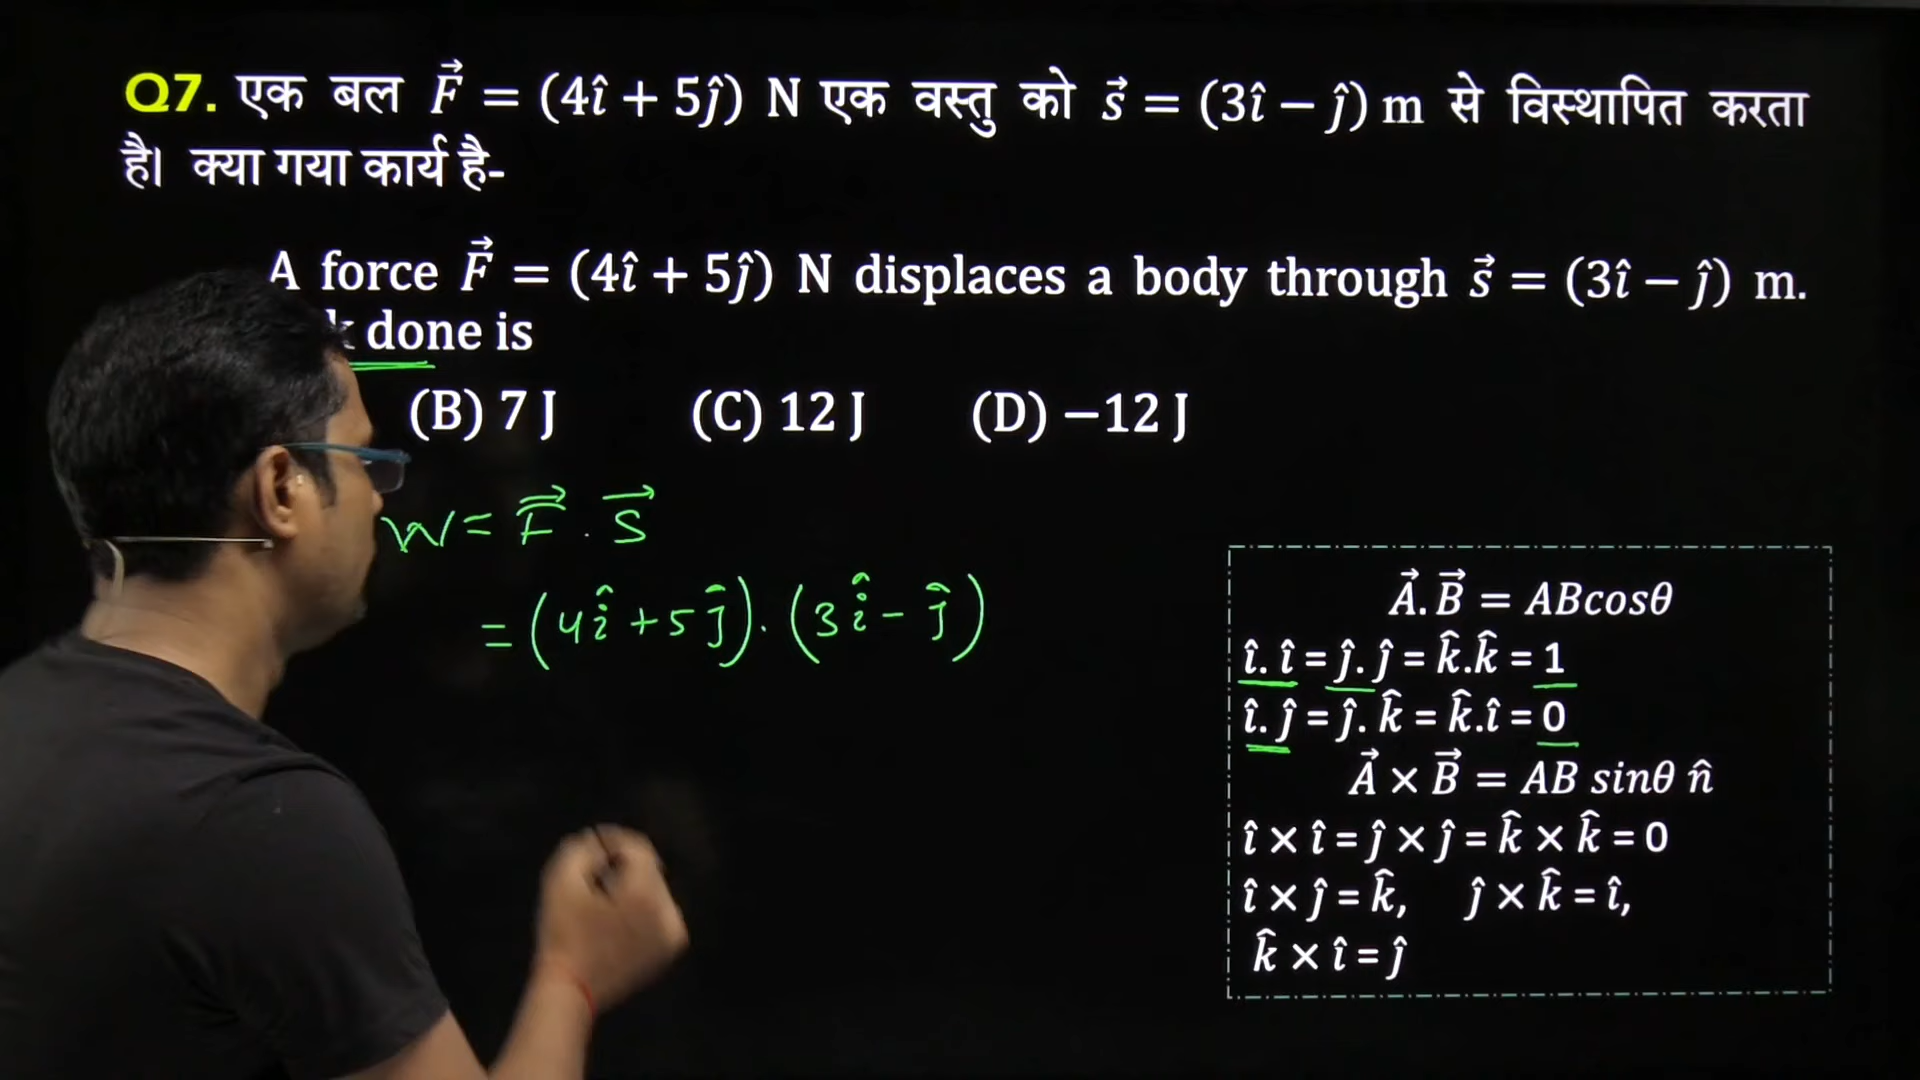 Q7. एक बल F⃗ = (4î + 5ĵ) N एक वस्तु को s⃗ = (3î − ĵ) m से विस्थापित करता
है। क्या गया कार्य है-
A force F⃗ = (4î + 5ĵ) N displaces a body through s⃗ = (3î − ĵ) m.
done is
(B) 7 J (C) 12 J (D) −12 J
W = F⃗ . S⃗
= (4î + 5ĵ) . (3î − ĵ)
A⃗. B⃗ = ABcosθ
î. î = ĵ. ĵ = k̂.k̂ = 1
î. ĵ = ĵ. k̂ = k̂.î = 0
A⃗ × B⃗ = AB sinθ n̂
î × î = ĵ × ĵ = k̂ × k̂ = 0
î × ĵ = k̂, ĵ × k̂ = î,
k̂ × î = ĵ